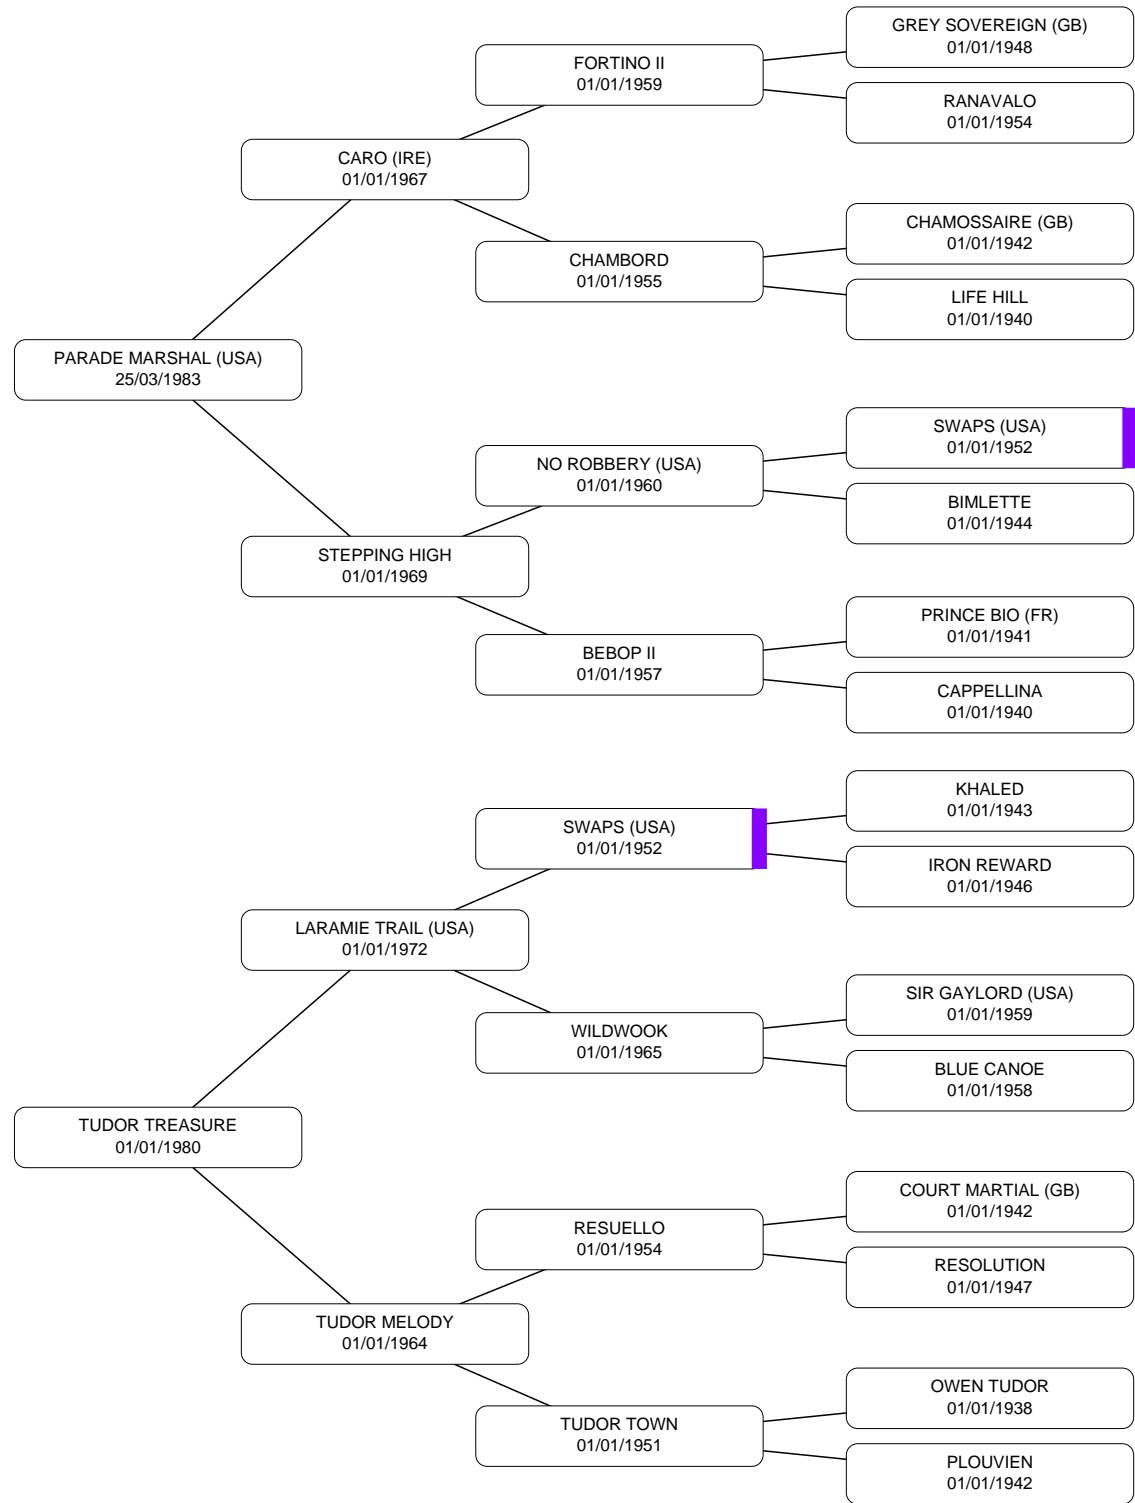 GREY SOVEREIGN (GB)
01/01/1948
FORTINO II
01/01/1959
RANAVALO
01/01/1954
CARO (IRE)
01/01/1967
CHAMOSSAIRE (GB)
01/01/1942
CHAMBORD
01/01/1955
LIFE HILL
01/01/1940
PARADE MARSHAL (USA)
25/03/1983
SWAPS (USA)
01/01/1952
NO ROBBERY (USA)
01/01/1960
BIMLETTE
01/01/1944
STEPPING HIGH
01/01/1969
PRINCE BIO (FR)
01/01/1941
BEBOP II
01/01/1957
CAPPELLINA
01/01/1940
KHALED
01/01/1943
SWAPS (USA)
01/01/1952
IRON REWARD
01/01/1946
LARAMIE TRAIL (USA)
01/01/1972
SIR GAYLORD (USA)
01/01/1959
WILDWOOK
01/01/1965
BLUE CANOE
01/01/1958
TUDOR TREASURE
01/01/1980
COURT MARTIAL (GB)
01/01/1942
RESUELLO
01/01/1954
RESOLUTION
01/01/1947
TUDOR MELODY
01/01/1964
OWEN TUDOR
01/01/1938
TUDOR TOWN
01/01/1951
PLOUVIEN
01/01/1942